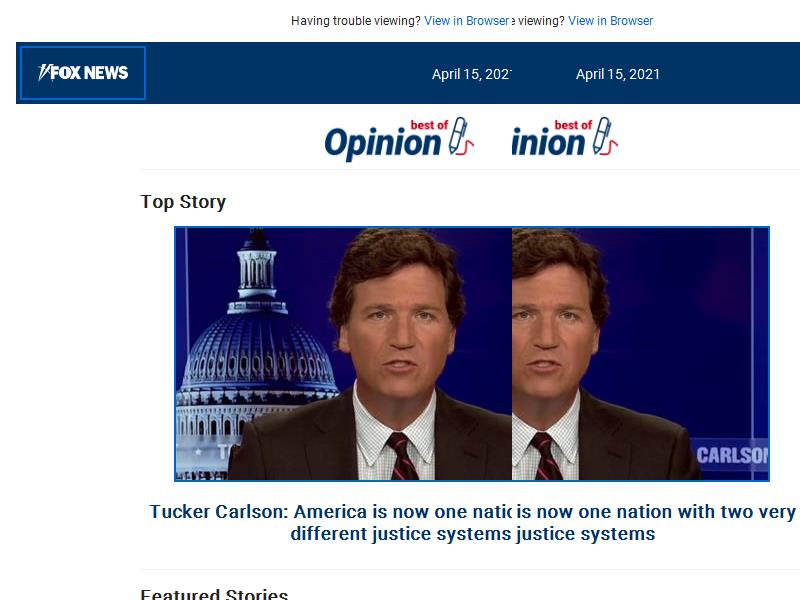 Having trouble viewing? View in Browser e viewing? View in Browser
FOX NEWS
April 15, 202 April 15, 2021
best of best of
Opinion inion
Top Story
CARLSON
Tucker Carlson: America is now one natic is now one nation with two very
different justice systems justice systems
Featured Stories